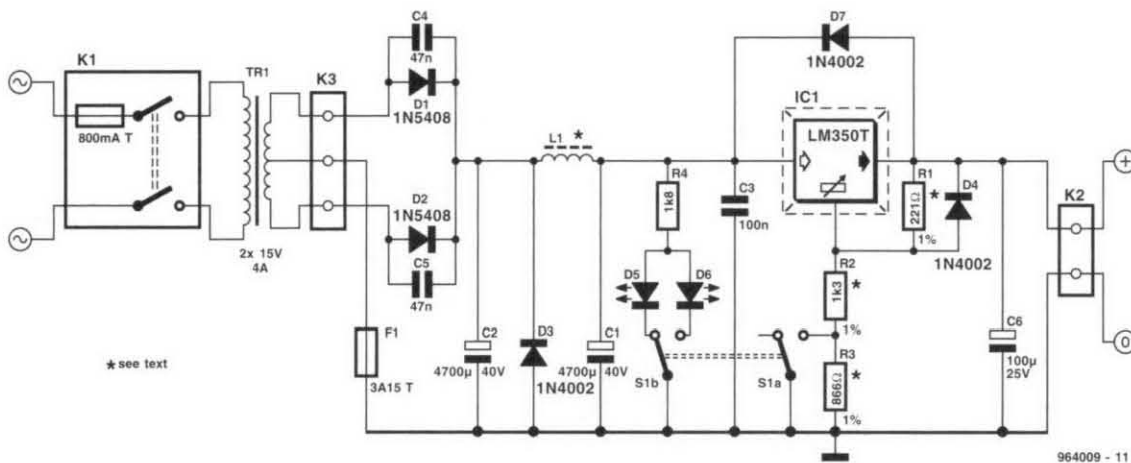 K1
800mA T
TR1
2x 15V
4A
K3
C4
47n
D1
1N5408
D2
1N5408
C5
47n
F1
3A15 T
* see text
C2
4700µ 40V
D3
1N4002
L1 *
C1
4700µ 40V
R4
1k8
D5
D6
S1b
C3
100n
D7
1N4002
IC1
LM350T
S1a
R1
221Ω *
1%
D4
1N4002
R2
1k3 *
1%
R3
866Ω *
1%
C6
100µ
25V
K2
+
0
964009 - 11